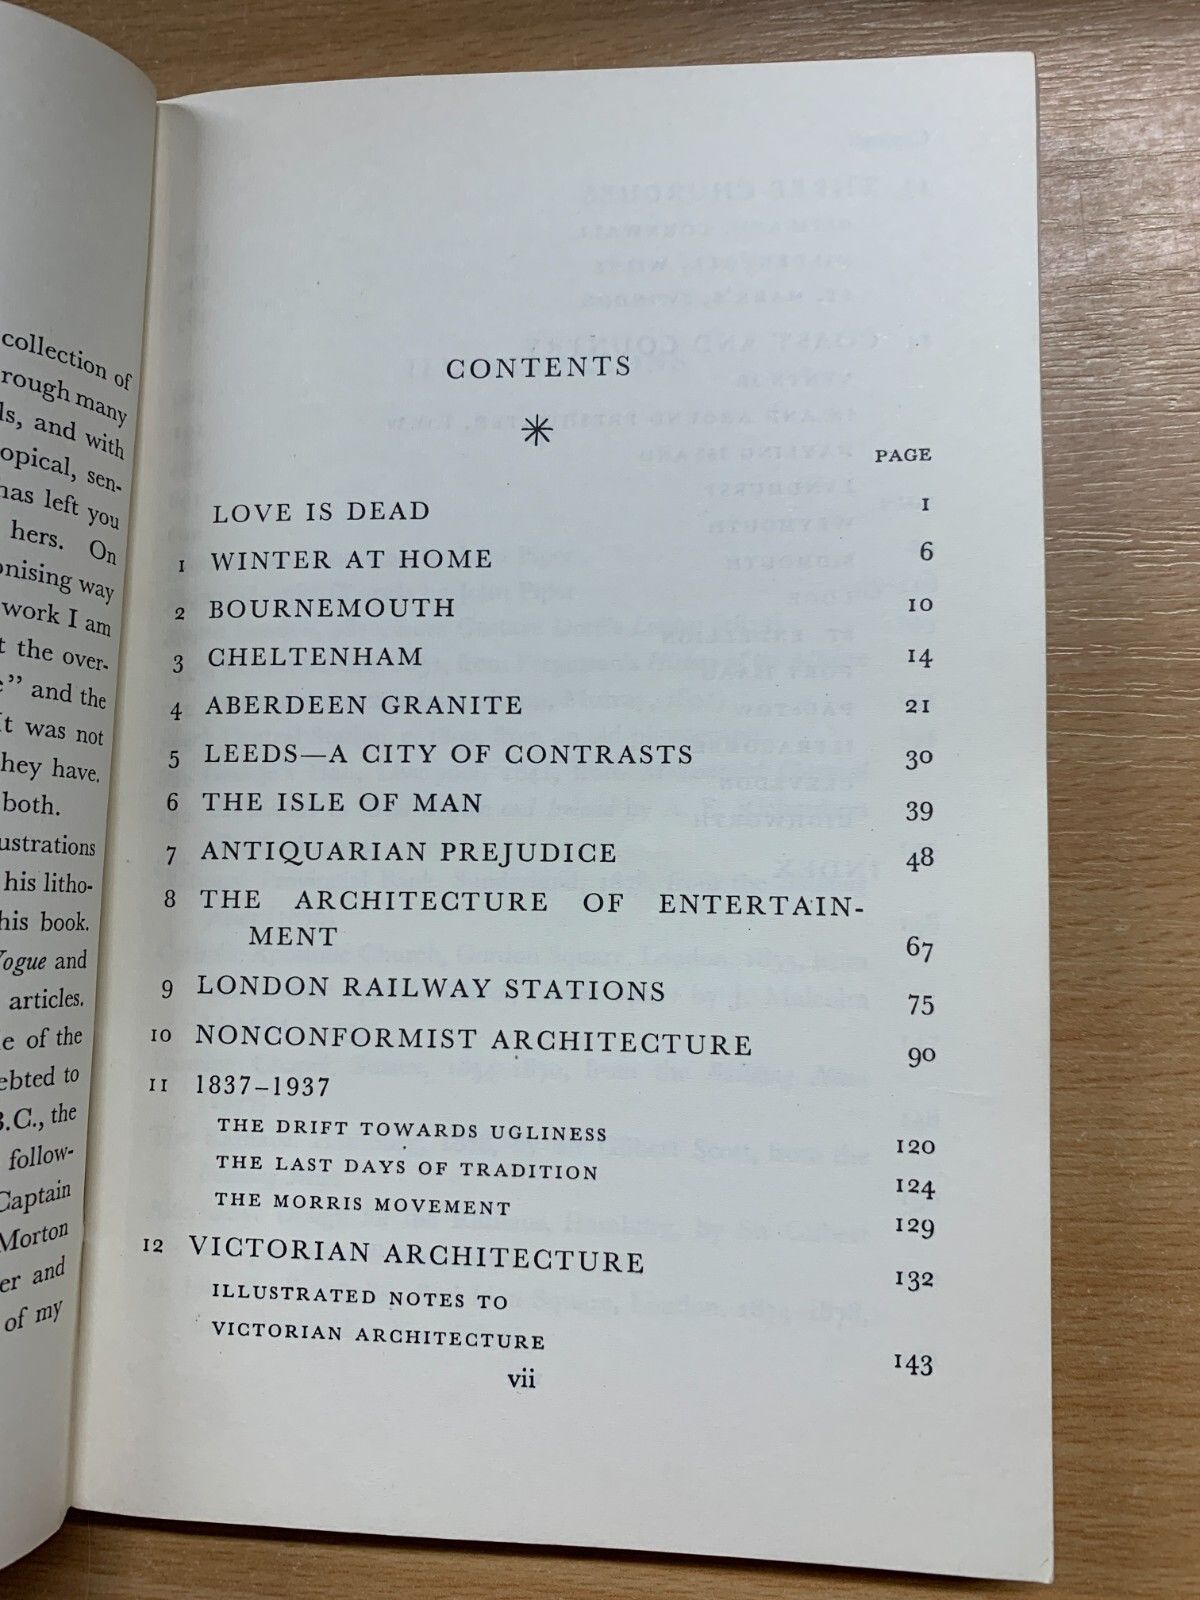 collection of
rough many
ls, and with
opical, sen-
has left you
hers. On
onising way
work I am
t the over-
" and the
It was not
they have.
both.
ustrations
his litho-
his book.
Vogue and
articles.
e of the
ebted to
B.C., the
follow-
Captain
Morton
er and
of my
CONTENTS
PAGE
LOVE IS DEAD 1
1 WINTER AT HOME 6
2 BOURNEMOUTH 10
3 CHELTENHAM 14
4 ABERDEEN GRANITE 21
5 LEEDS—A CITY OF CONTRASTS 30
6 THE ISLE OF MAN 39
7 ANTIQUARIAN PREJUDICE 48
8 THE ARCHITECTURE OF ENTERTAIN-
MENT 67
9 LONDON RAILWAY STATIONS 75
10 NONCONFORMIST ARCHITECTURE 90
11 1837–1937
THE DRIFT TOWARDS UGLINESS 120
THE LAST DAYS OF TRADITION 124
THE MORRIS MOVEMENT 129
12 VICTORIAN ARCHITECTURE 132
ILLUSTRATED NOTES TO
VICTORIAN ARCHITECTURE 143
vii